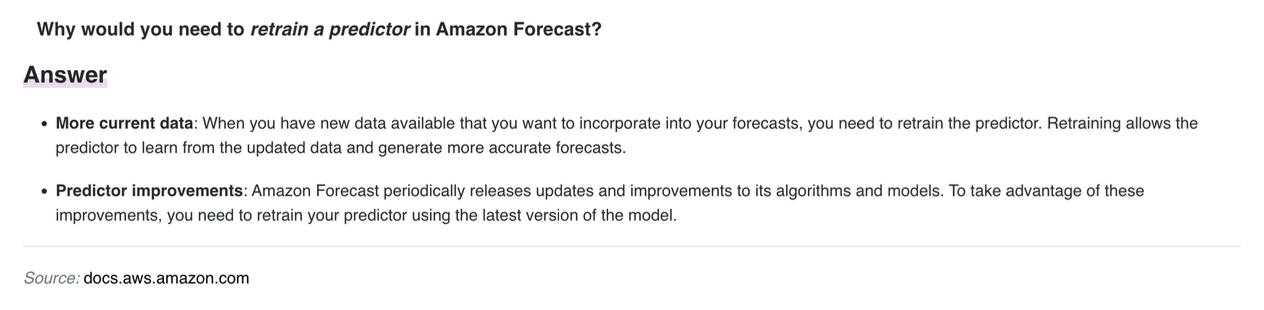 Why would you need to retrain a predictor in Amazon Forecast?
Answer
• More current data: When you have new data available that you want to incorporate into your forecasts, you need to retrain the predictor. Retraining allows the
predictor to learn from the updated data and generate more accurate forecasts.
• Predictor improvements: Amazon Forecast periodically releases updates and improvements to its algorithms and models. To take advantage of these
improvements, you need to retrain your predictor using the latest version of the model.
Source: docs.aws.amazon.com